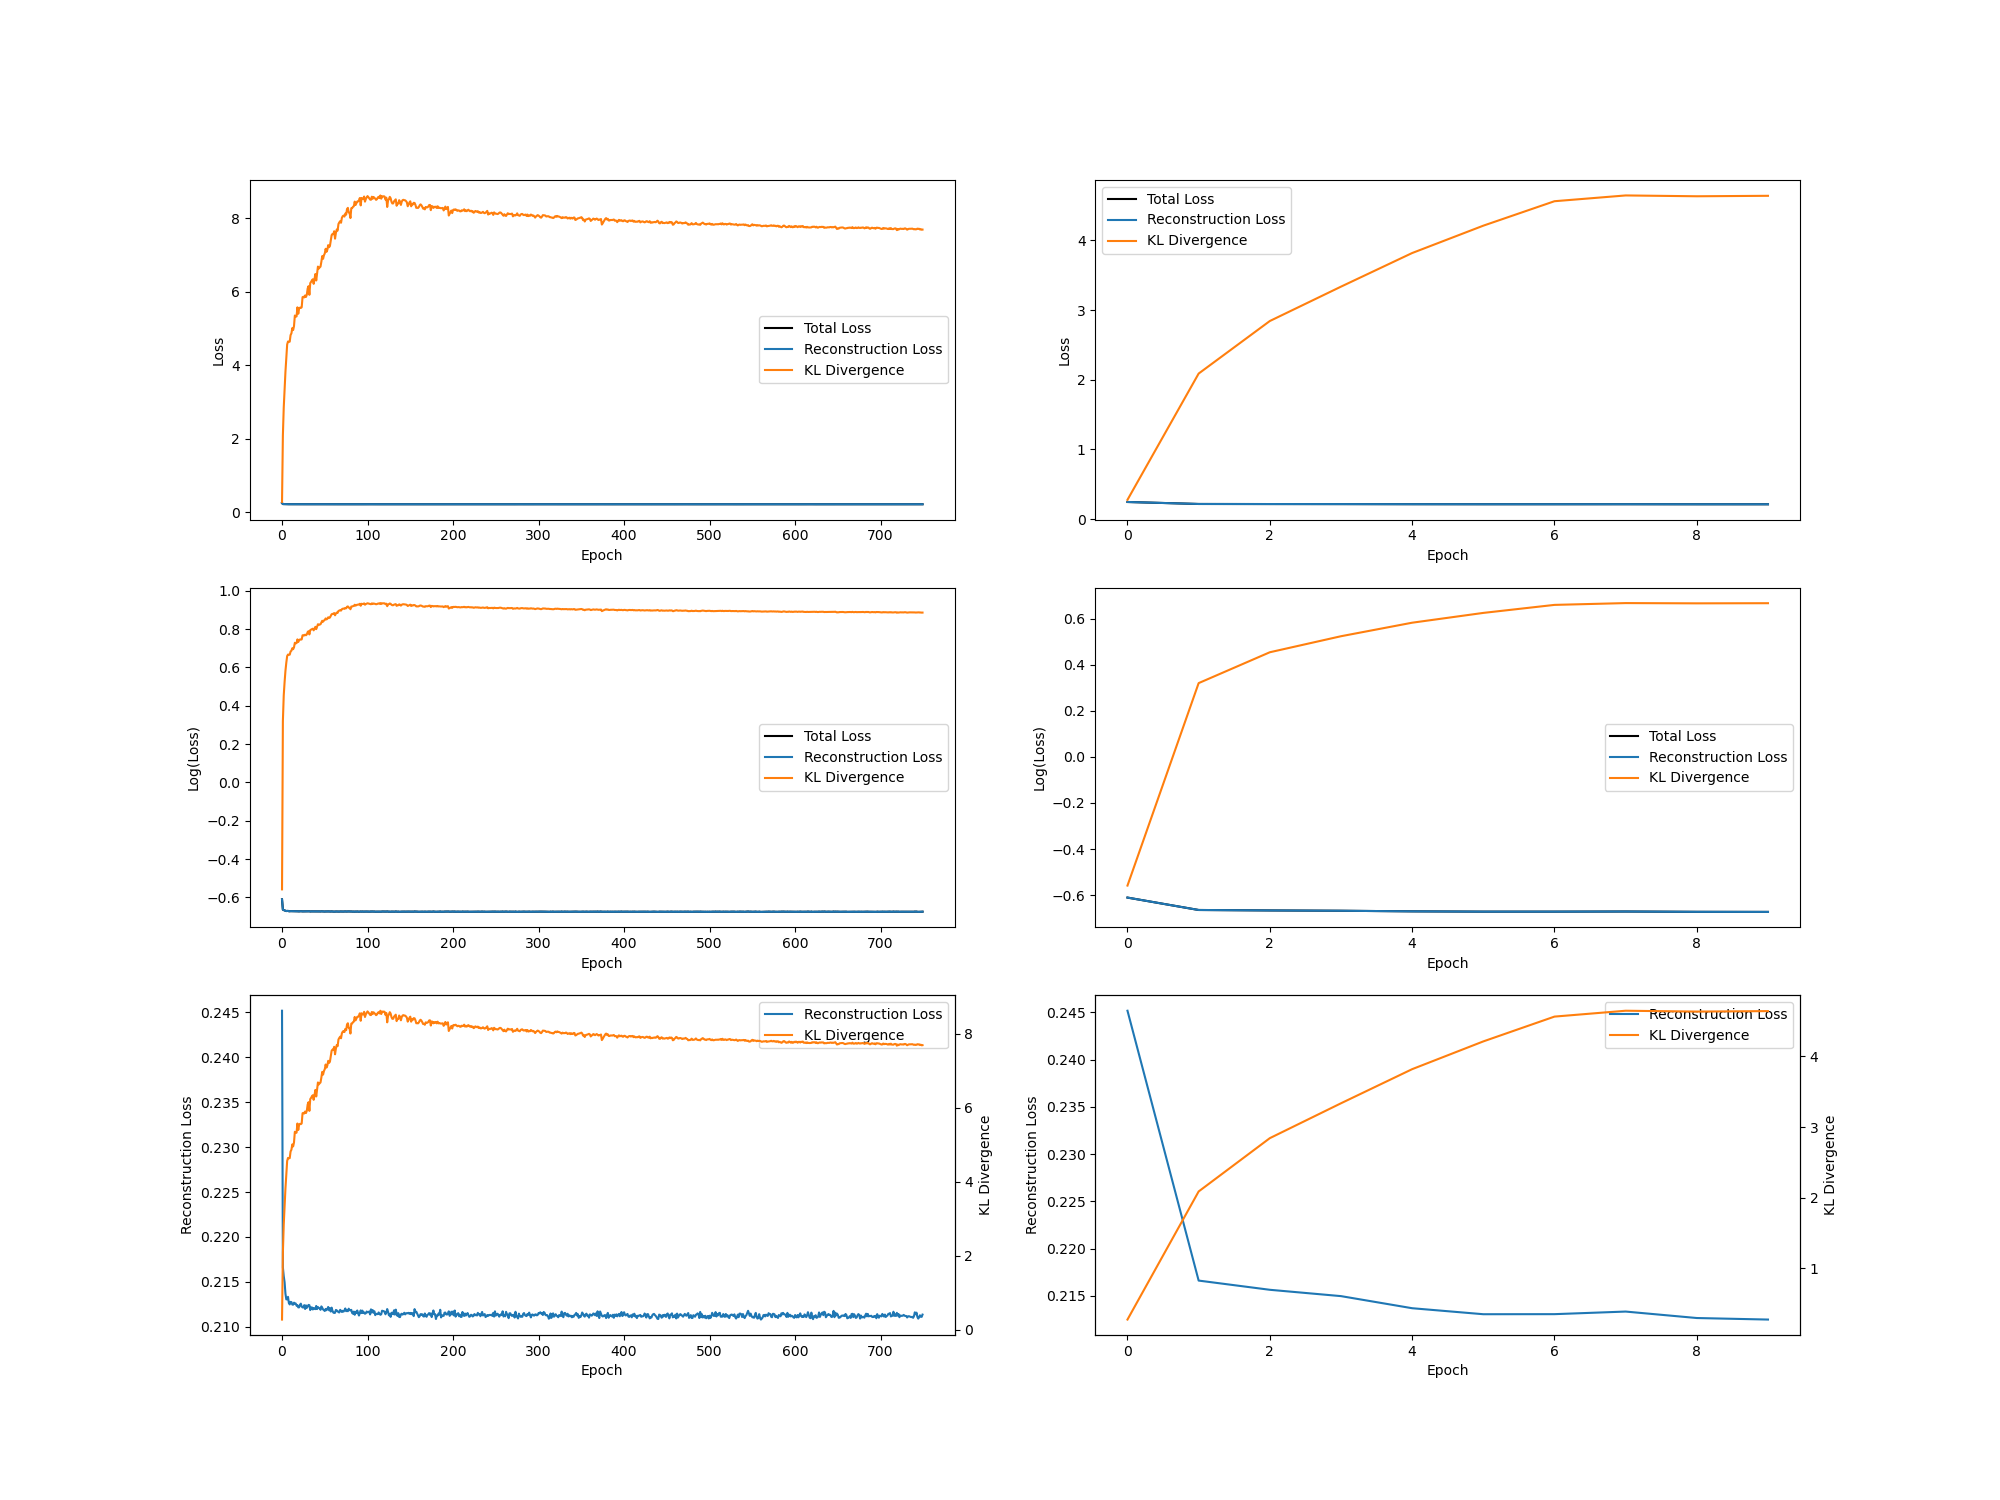 8
6
4
2
0
Loss
0 100 200 300 400 500 600 700
Epoch
Total Loss
Reconstruction Loss
KL Divergence
4
3
2
1
0
Loss
0 2 4 6 8
Epoch
Total Loss
Reconstruction Loss
KL Divergence
1.0
0.8
0.6
0.4
0.2
0.0
−0.2
−0.4
−0.6
Log(Loss)
0 100 200 300 400 500 600 700
Epoch
Total Loss
Reconstruction Loss
KL Divergence
0.6
0.4
0.2
0.0
−0.2
−0.4
−0.6
Log(Loss)
0 2 4 6 8
Epoch
Total Loss
Reconstruction Loss
KL Divergence
0.245
0.240
0.235
0.230
0.225
0.220
0.215
0.210
Reconstruction Loss
0 100 200 300 400 500 600 700
Epoch
Reconstruction Loss
KL Divergence
8
6
4
2
0
KL Divergence
0.245
0.240
0.235
0.230
0.225
0.220
0.215
Reconstruction Loss
0 2 4 6 8
Epoch
Reconstruction Loss
KL Divergence
4
3
2
1
KL Divergence